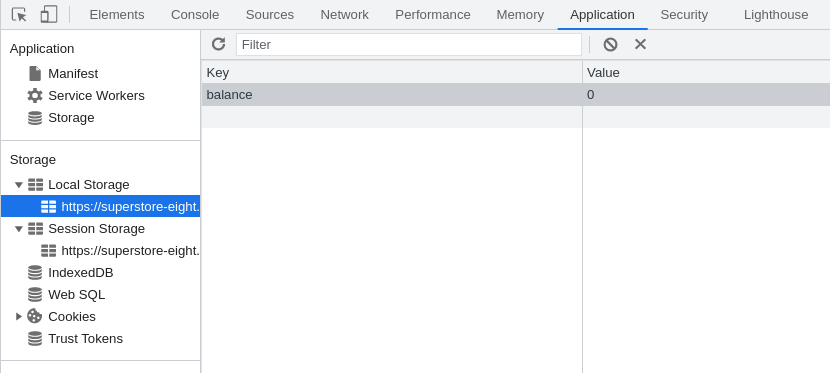 Elements Console Sources Network Performance Memory Application Security Lighthouse
Application
Manifest
Service Workers
Storage
Storage
Local Storage
https://superstore-eight.
Session Storage
https://superstore-eight.
IndexedDB
Web SQL
Cookies
Trust Tokens
Filter
Key Value
balance 0